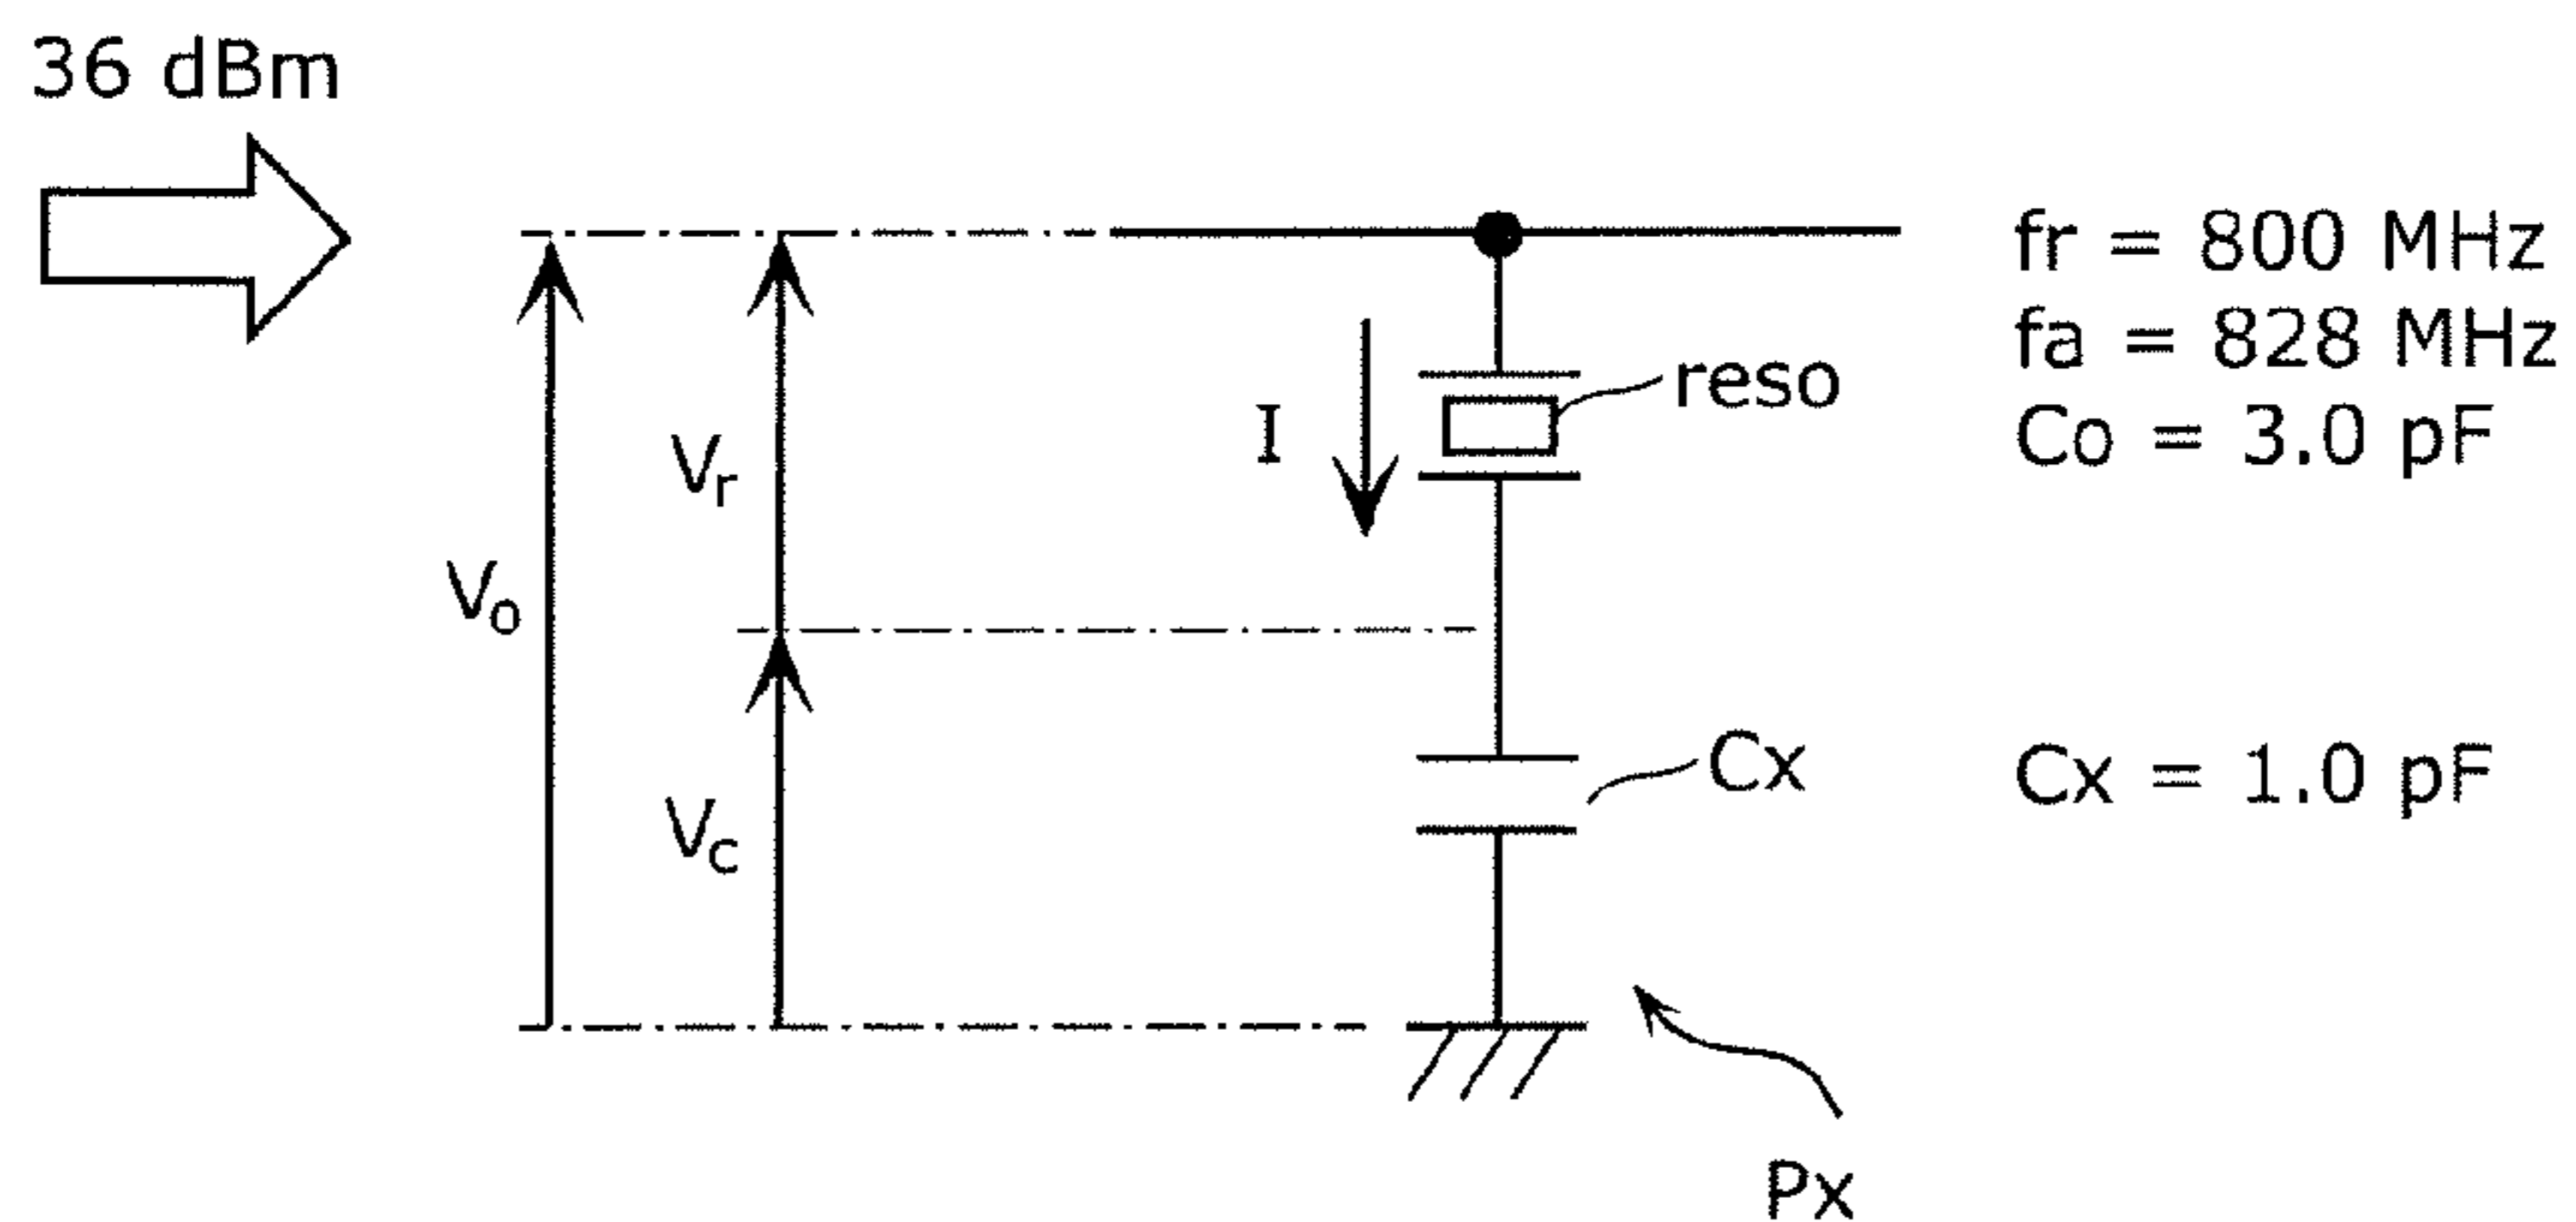 36 dBm
fr = 800 MHz
fa = 828 MHz
reso
Co = 3.0 pF
I
Vr
Vo
Cx
Cx = 1.0 pF
Vc
Px